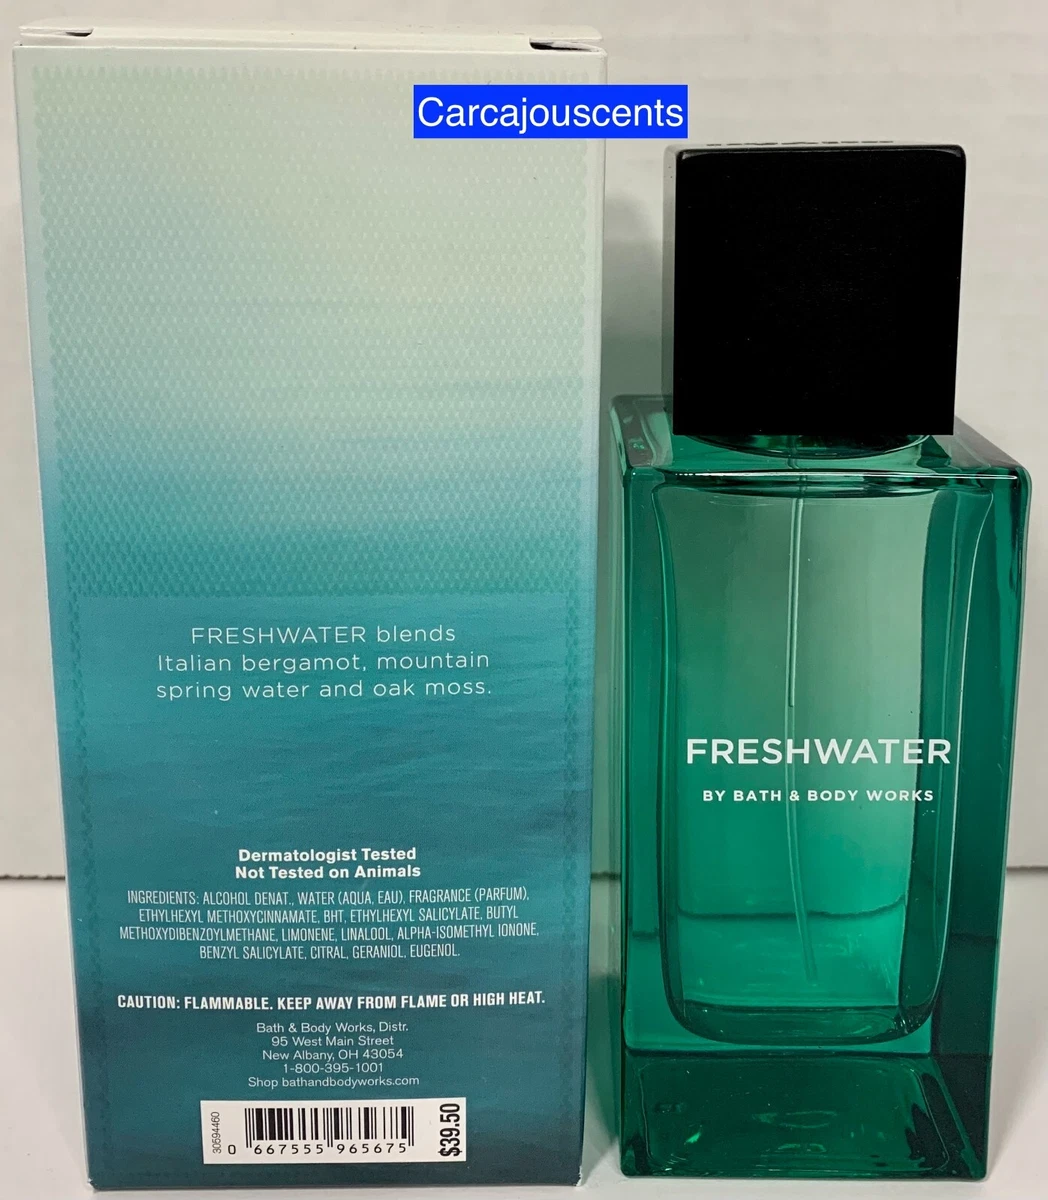 Carcajouscents
FRESHWATER blends
Italian bergamot, mountain
spring water and oak moss.
Dermatologist Tested
Not Tested on Animals
INGREDIENTS: ALCOHOL DENAT., WATER (AQUA, EAU), FRAGRANCE (PARFUM),
ETHYLHEXYL METHOXYCINNAMATE, BHT, ETHYLHEXYL SALICYLATE, BUTYL
METHOXYDIBENZOYLMETHANE, LIMONENE, LINALOOL, ALPHA-ISOMETHYL IONONE,
BENZYL SALICYLATE, CITRAL, GERANIOL, EUGENOL.
CAUTION: FLAMMABLE. KEEP AWAY FROM FLAME OR HIGH HEAT.
Bath & Body Works, Distr.
95 West Main Street
New Albany, OH 43054
1-800-395-1001
Shop bathandbodyworks.com
30594460
0 667555 965675
$39.50
FRESHWATER
BY BATH & BODY WORKS